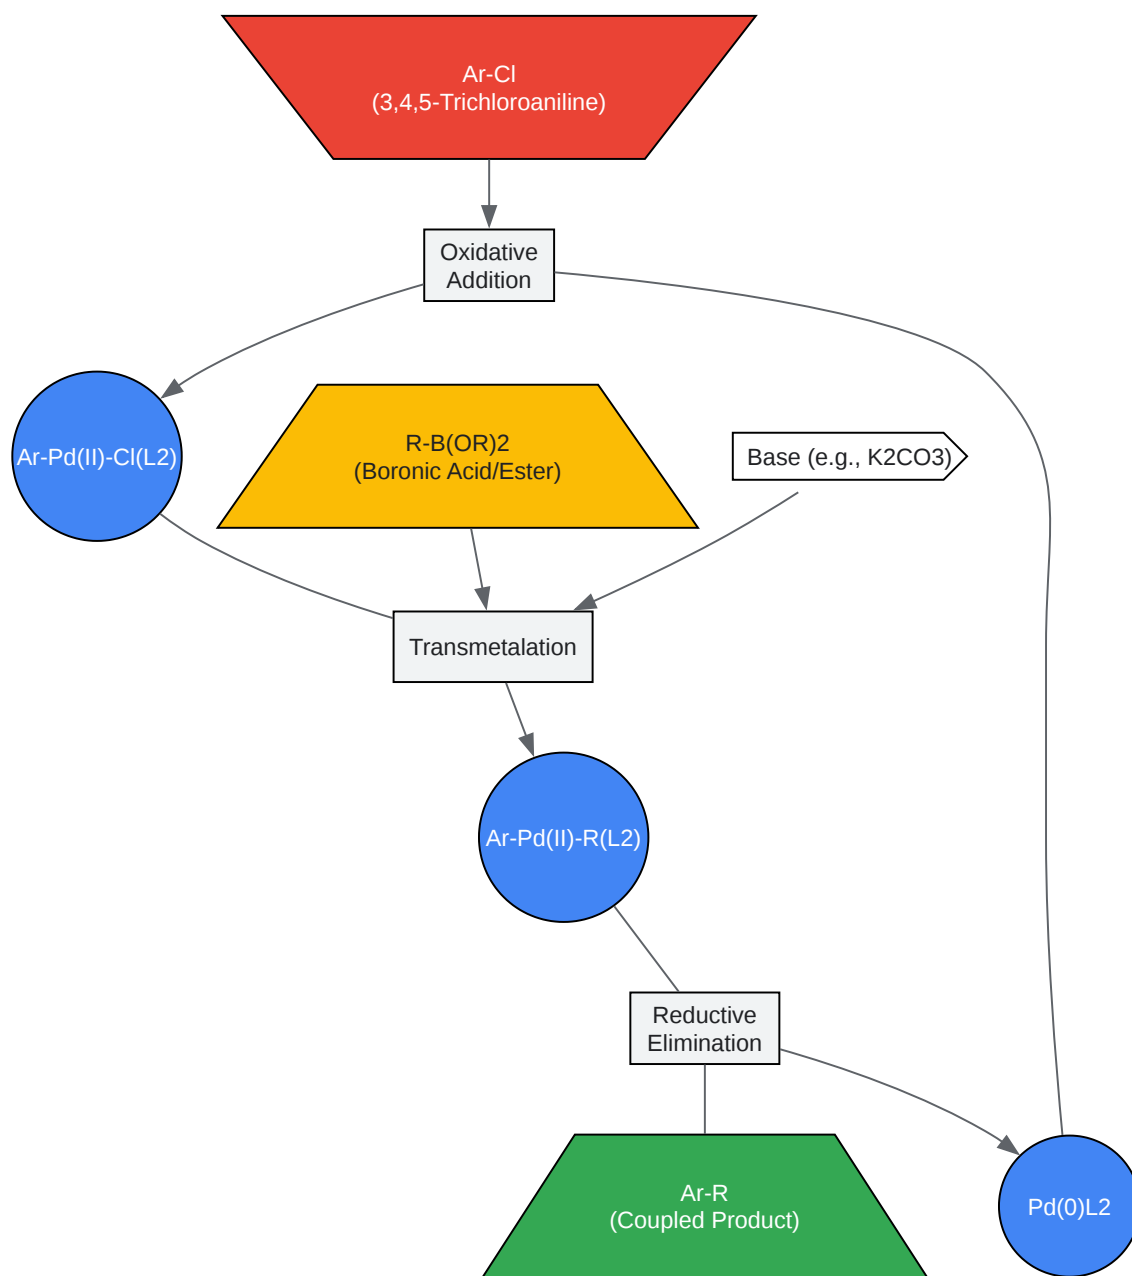 Ar-Cl
(3,4,5-Trichloroaniline)
Oxidative
Addition
Ar-Pd(II)-Cl(L2)
R-B(OR)2
(Boronic Acid/Ester)
Base (e.g., K2CO3)
Transmetalation
Ar-Pd(II)-R(L2)
Reductive
Elimination
Ar-R
(Coupled Product)
Pd(0)L2